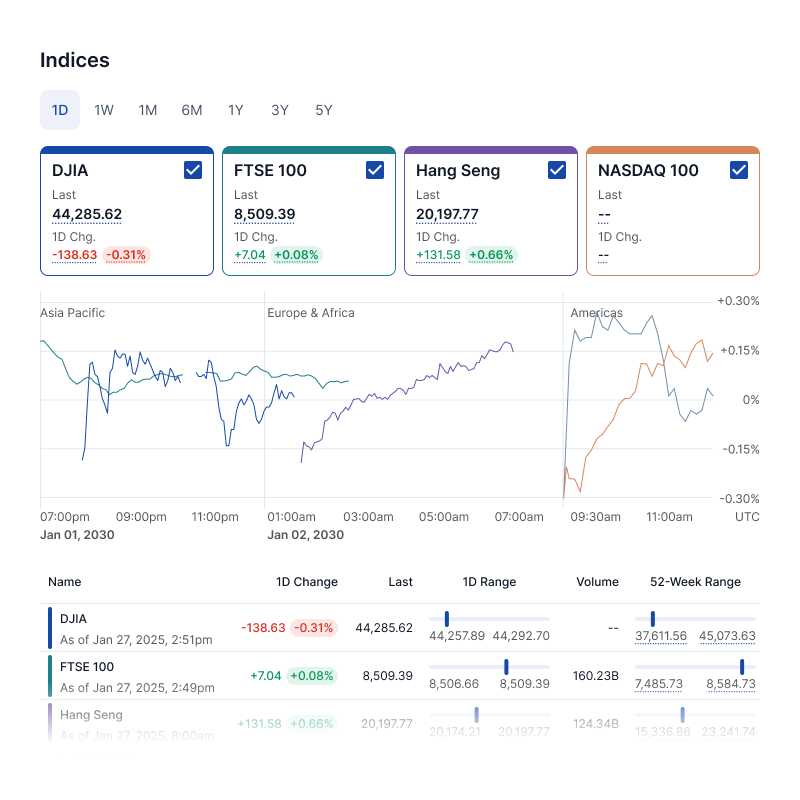 Indices
1D 1W 1M 6M 1Y 3Y 5Y
DJIA FTSE 100 Hang Seng NASDAQ 100
Last Last Last Last
44,285.62 8,509.39 20,197.77 --
1D Chg. 1D Chg. 1D Chg. 1D Chg.
-138.63 -0.31% +7.04 +0.08% +131.58 +0.66% --
+0.30%
Asia Pacific Europe & Africa Americas
+0.15%
0%
-0.15%
-0.30%
07:00pm 09:00pm 11:00pm 01:00am 03:00am 05:00am 07:00am 09:30am 11:00am UTC
Jan 01, 2030 Jan 02, 2030
Name 1D Change Last 1D Range Volume 52-Week Range
DJIA
-138.63 -0.31% 44,285.62 --
As of Jan 27, 2025, 2:51pm 44,257.89 44,292.70 37,611.56 45,073.63
FTSE 100
+7.04 +0.08% 8,509.39 160.23B
As of Jan 27, 2025, 2:49pm 8,506.66 8,509.39 7,485.73 8,584.73
Hang Seng
+131.58 +0.66% 20,197.77 124.34B
As of Jan 27, 2025, 8:00am 20,174.21 20,197.77 15,336.86 23,241.74